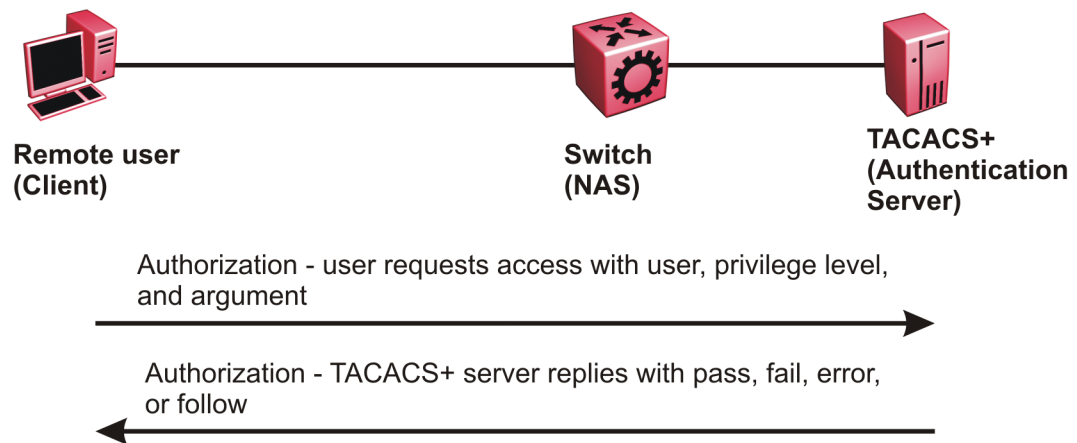 Remote user
(Client)
Switch
(NAS)
TACACS+
(Authentication
Server)
Authorization - user requests access with user, privilege level,
and argument
Authorization - TACACS+ server replies with pass, fail, error,
or follow